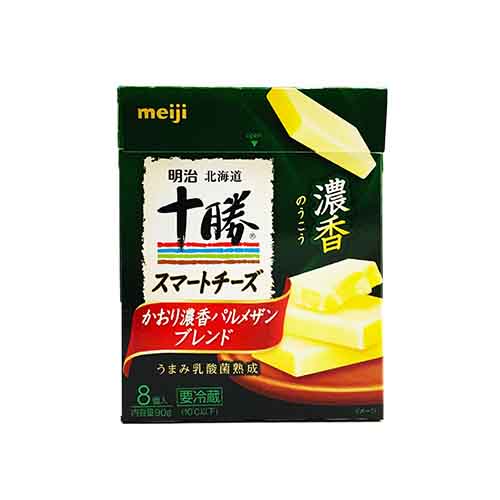 meiji
open
明治 北海道
十勝®
スマートチーズ
濃香
のうこう
かおり濃香パルメザン
ブレンド
うまみ乳酸菌熟成
8個入
内容量90g
要冷蔵
(10℃以下)
イメージ